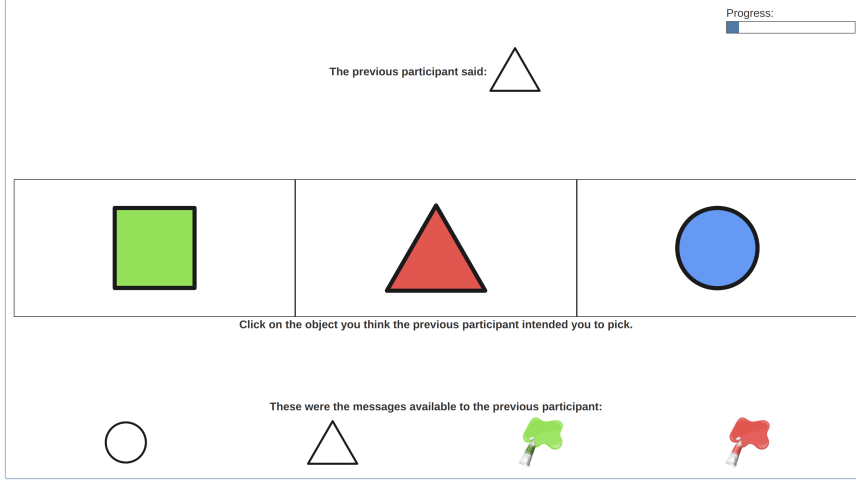 Progress:
The previous participant said:
Click on the object you think the previous participant intended you to pick.
These were the messages available to the previous participant: